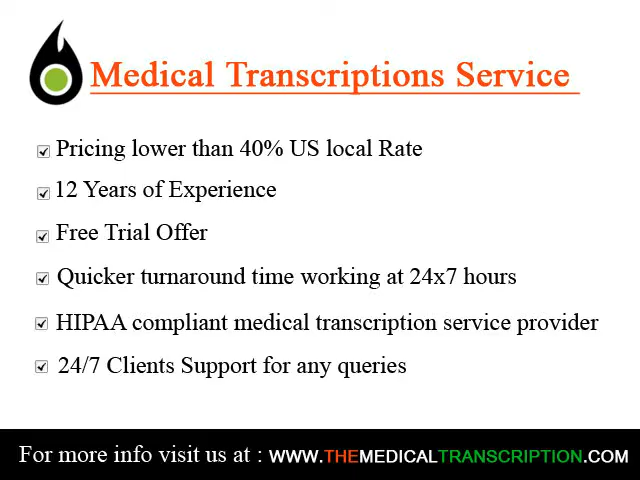 Medical Transcriptions Service
Pricing lower than 40% US local Rate
12 Years of Experience
Free Trial Offer
Quicker turnaround time working at 24x7 hours
HIPAA compliant medical transcription service provider
24/7 Clients Support for any queries
For more info visit us at : WWW.THEMEDICALTRANSCRIPTION.COM